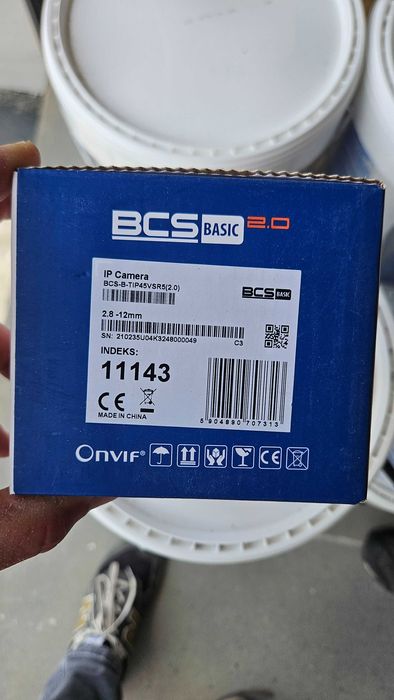 BCS BASIC 2.0
IP Camera
BCS-B-TIP45VSR5(2.0)
BCS BASIC
2.8 -12mm
SN: 210235U04K3248000049
C3
INDEKS:
11143
CE
MADE IN CHINA
5 904890 707313
ONVIF®
CE